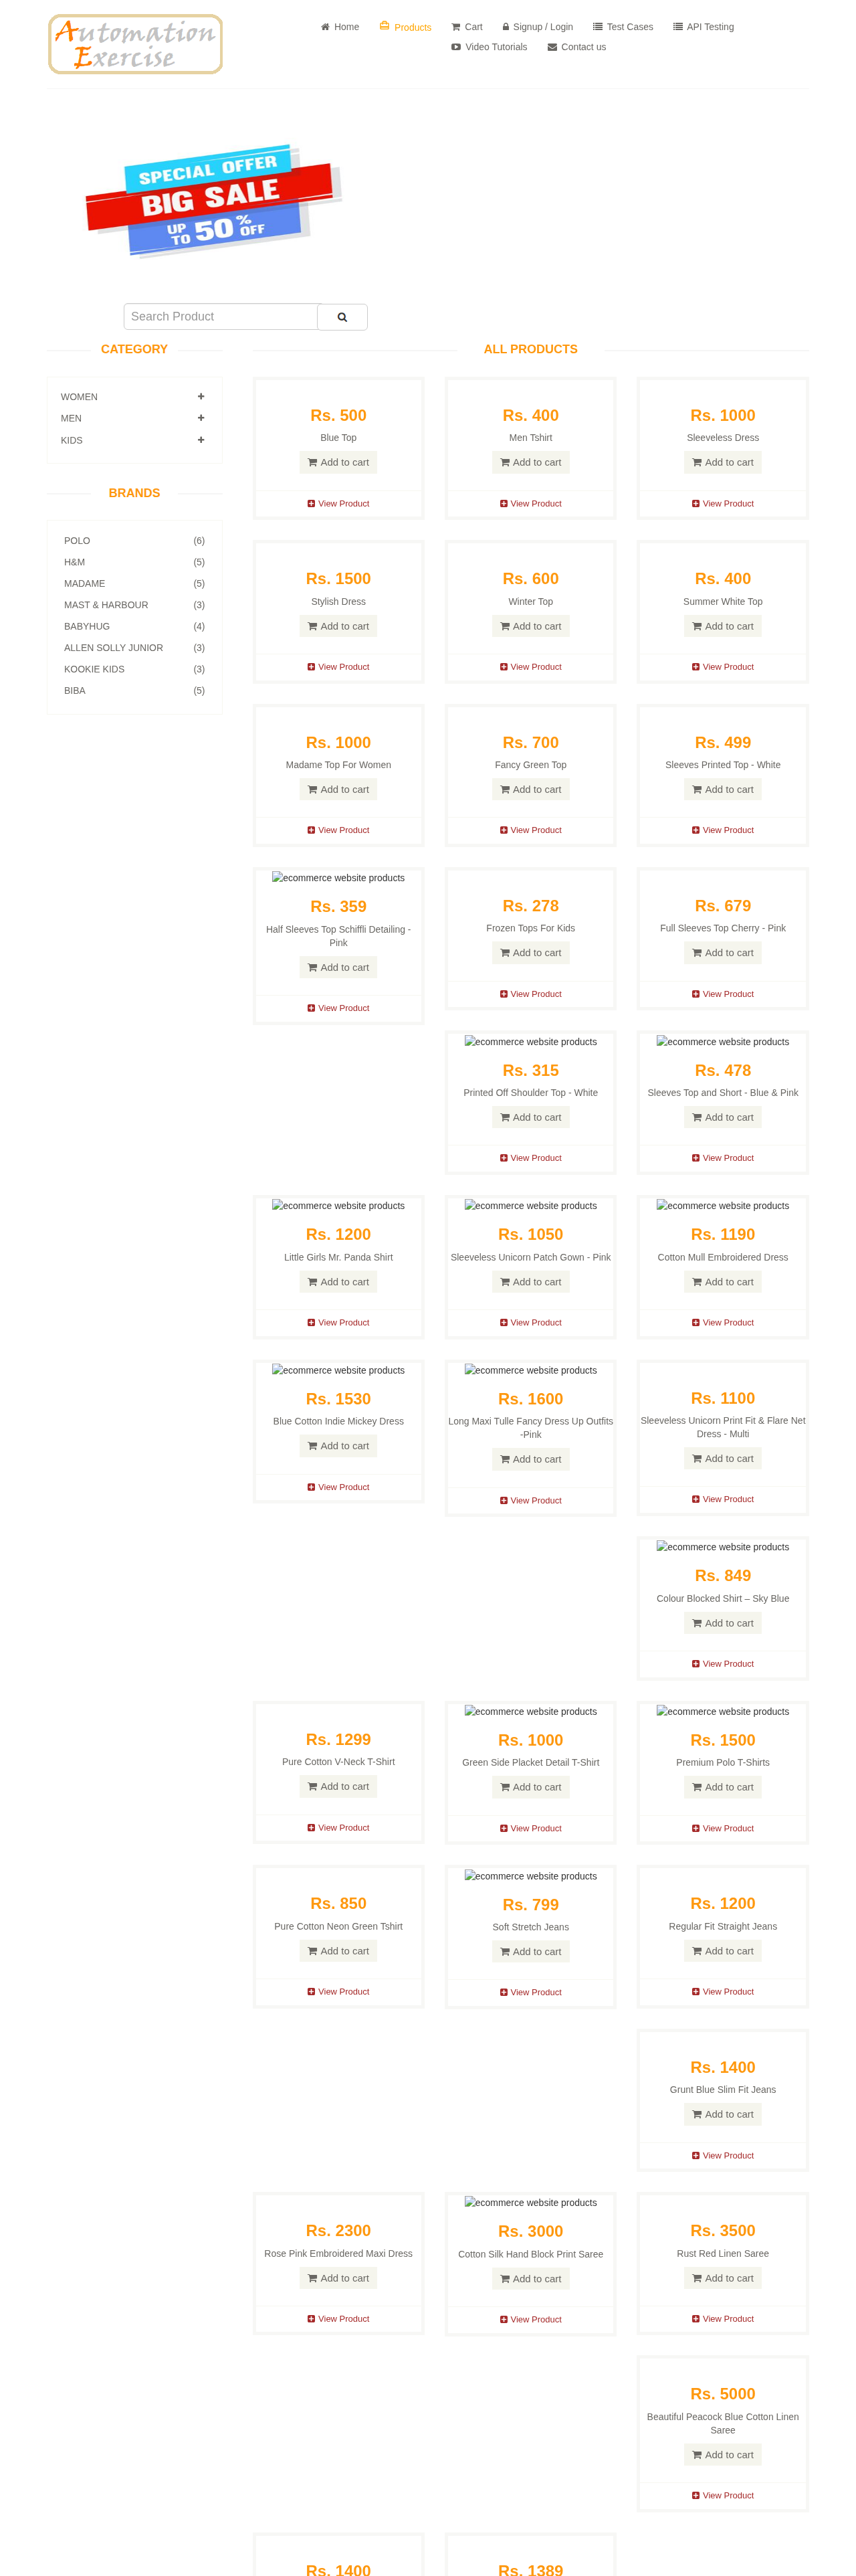 Automation
Exercise
Home
Products
Cart
Signup / Login
Test Cases
API Testing
Video Tutorials
Contact us
SPECIAL OFFER
BIG SALE
UP TO 50 % OFF
Search Product
CATEGORY
WOMEN
MEN
KIDS
BRANDS
POLO (6)
H&M (5)
MADAME (5)
MAST & HARBOUR (3)
BABYHUG (4)
ALLEN SOLLY JUNIOR (3)
KOOKIE KIDS (3)
BIBA (5)
ALL PRODUCTS
Rs. 500
Blue Top
Add to cart
View Product
Rs. 400
Men Tshirt
Add to cart
View Product
Rs. 1000
Sleeveless Dress
Add to cart
View Product
Rs. 1500
Stylish Dress
Add to cart
View Product
Rs. 600
Winter Top
Add to cart
View Product
Rs. 400
Summer White Top
Add to cart
View Product
Rs. 1000
Madame Top For Women
Add to cart
View Product
Rs. 700
Fancy Green Top
Add to cart
View Product
Rs. 499
Sleeves Printed Top - White
Add to cart
View Product
ecommerce website products
Rs. 359
Half Sleeves Top Schiffli Detailing -
Pink
Add to cart
View Product
Rs. 278
Frozen Tops For Kids
Add to cart
View Product
Rs. 679
Full Sleeves Top Cherry - Pink
Add to cart
View Product
ecommerce website products
Rs. 315
Printed Off Shoulder Top - White
Add to cart
View Product
ecommerce website products
Rs. 478
Sleeves Top and Short - Blue & Pink
Add to cart
View Product
ecommerce website products
Rs. 1200
Little Girls Mr. Panda Shirt
Add to cart
View Product
ecommerce website products
Rs. 1050
Sleeveless Unicorn Patch Gown - Pink
Add to cart
View Product
ecommerce website products
Rs. 1190
Cotton Mull Embroidered Dress
Add to cart
View Product
ecommerce website products
Rs. 1530
Blue Cotton Indie Mickey Dress
Add to cart
View Product
ecommerce website products
Rs. 1600
Long Maxi Tulle Fancy Dress Up Outfits
-Pink
Add to cart
View Product
Rs. 1100
Sleeveless Unicorn Print Fit & Flare Net
Dress - Multi
Add to cart
View Product
ecommerce website products
Rs. 849
Colour Blocked Shirt – Sky Blue
Add to cart
View Product
Rs. 1299
Pure Cotton V-Neck T-Shirt
Add to cart
View Product
ecommerce website products
Rs. 1000
Green Side Placket Detail T-Shirt
Add to cart
View Product
ecommerce website products
Rs. 1500
Premium Polo T-Shirts
Add to cart
View Product
Rs. 850
Pure Cotton Neon Green Tshirt
Add to cart
View Product
ecommerce website products
Rs. 799
Soft Stretch Jeans
Add to cart
View Product
Rs. 1200
Regular Fit Straight Jeans
Add to cart
View Product
Rs. 1400
Grunt Blue Slim Fit Jeans
Add to cart
View Product
Rs. 2300
Rose Pink Embroidered Maxi Dress
Add to cart
View Product
ecommerce website products
Rs. 3000
Cotton Silk Hand Block Print Saree
Add to cart
View Product
Rs. 3500
Rust Red Linen Saree
Add to cart
View Product
Rs. 5000
Beautiful Peacock Blue Cotton Linen
Saree
Add to cart
View Product
Rs. 1400
Rs. 1389